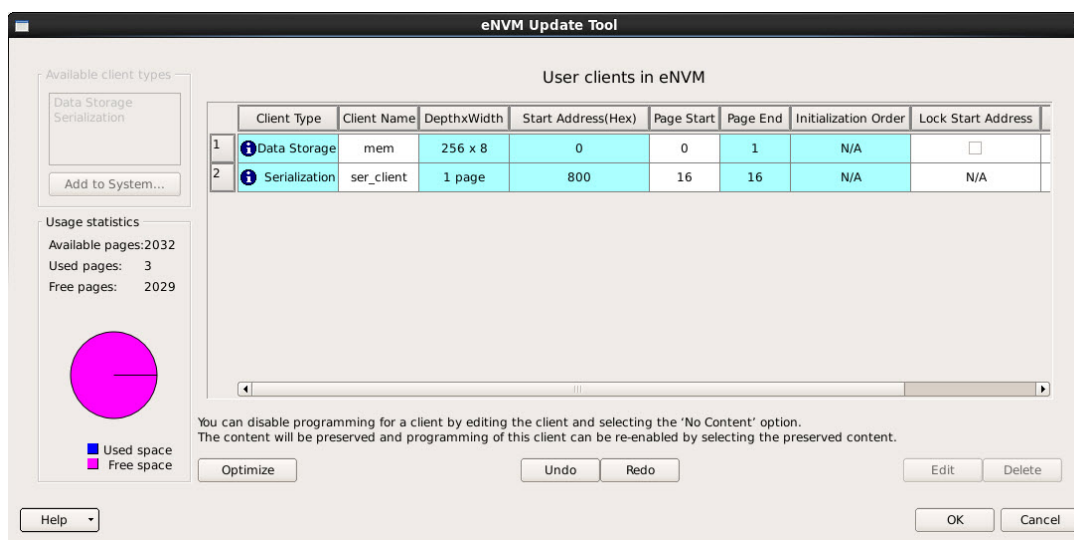 eNVM Update Tool
Available client types
Data Storage
Serialization
Add to System...
Usage statistics
Available pages:2032
Used pages: 3
Free pages: 2029
Used space
Free space
User clients in eNVM
Client Type Client Name DepthxWidth Start Address(Hex) Page Start Page End Initialization Order Lock Start Address
1 Data Storage mem 256 x 8 0 0 1 N/A
2 Serialization ser_client 1 page 800 16 16 N/A N/A
You can disable programming for a client by editing the client and selecting the 'No Content' option.
The content will be preserved and programming of this client can be re-enabled by selecting the preserved content.
Optimize Undo Redo Edit Delete
Help OK Cancel